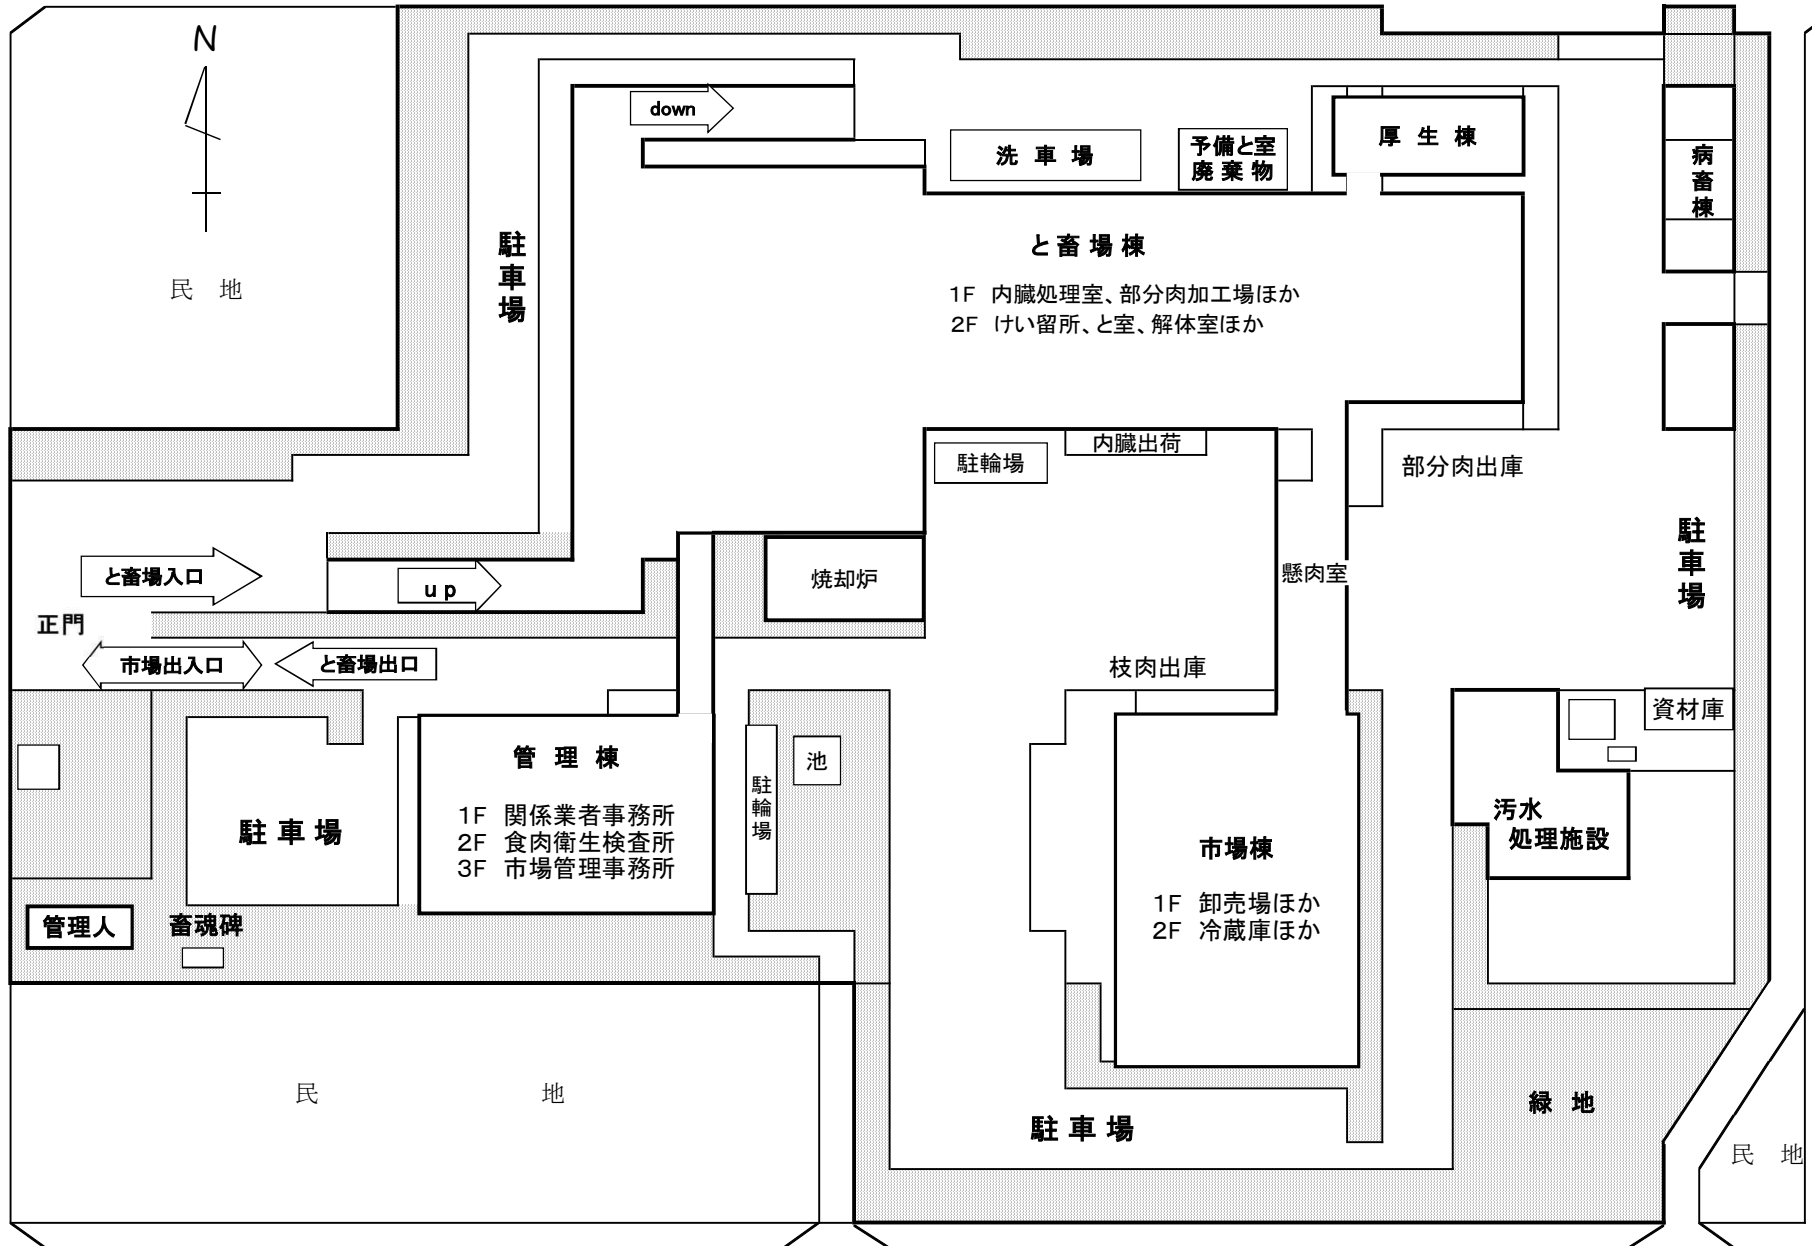 N
down
洗車場
予備と室
廃棄物
厚生棟
病畜棟
駐車場
と畜場棟
1F 内臓処理室、部分肉加工場ほか
2F けい留所、と室、解体室ほか
民 地
駐輪場
内臓出荷
部分肉出庫
駐車場
と畜場入口
up
焼却炉
懸肉室
正門
市場出入口
と畜場出口
枝肉出庫
資材庫
管理棟
1F 関係業者事務所
2F 食肉衛生検査所
3F 市場管理事務所
駐輪場
池
駐車場
市場棟
1F 卸売場ほか
2F 冷蔵庫ほか
汚水
処理施設
管理人
畜魂碑
民 地
駐車場
緑地
民 地